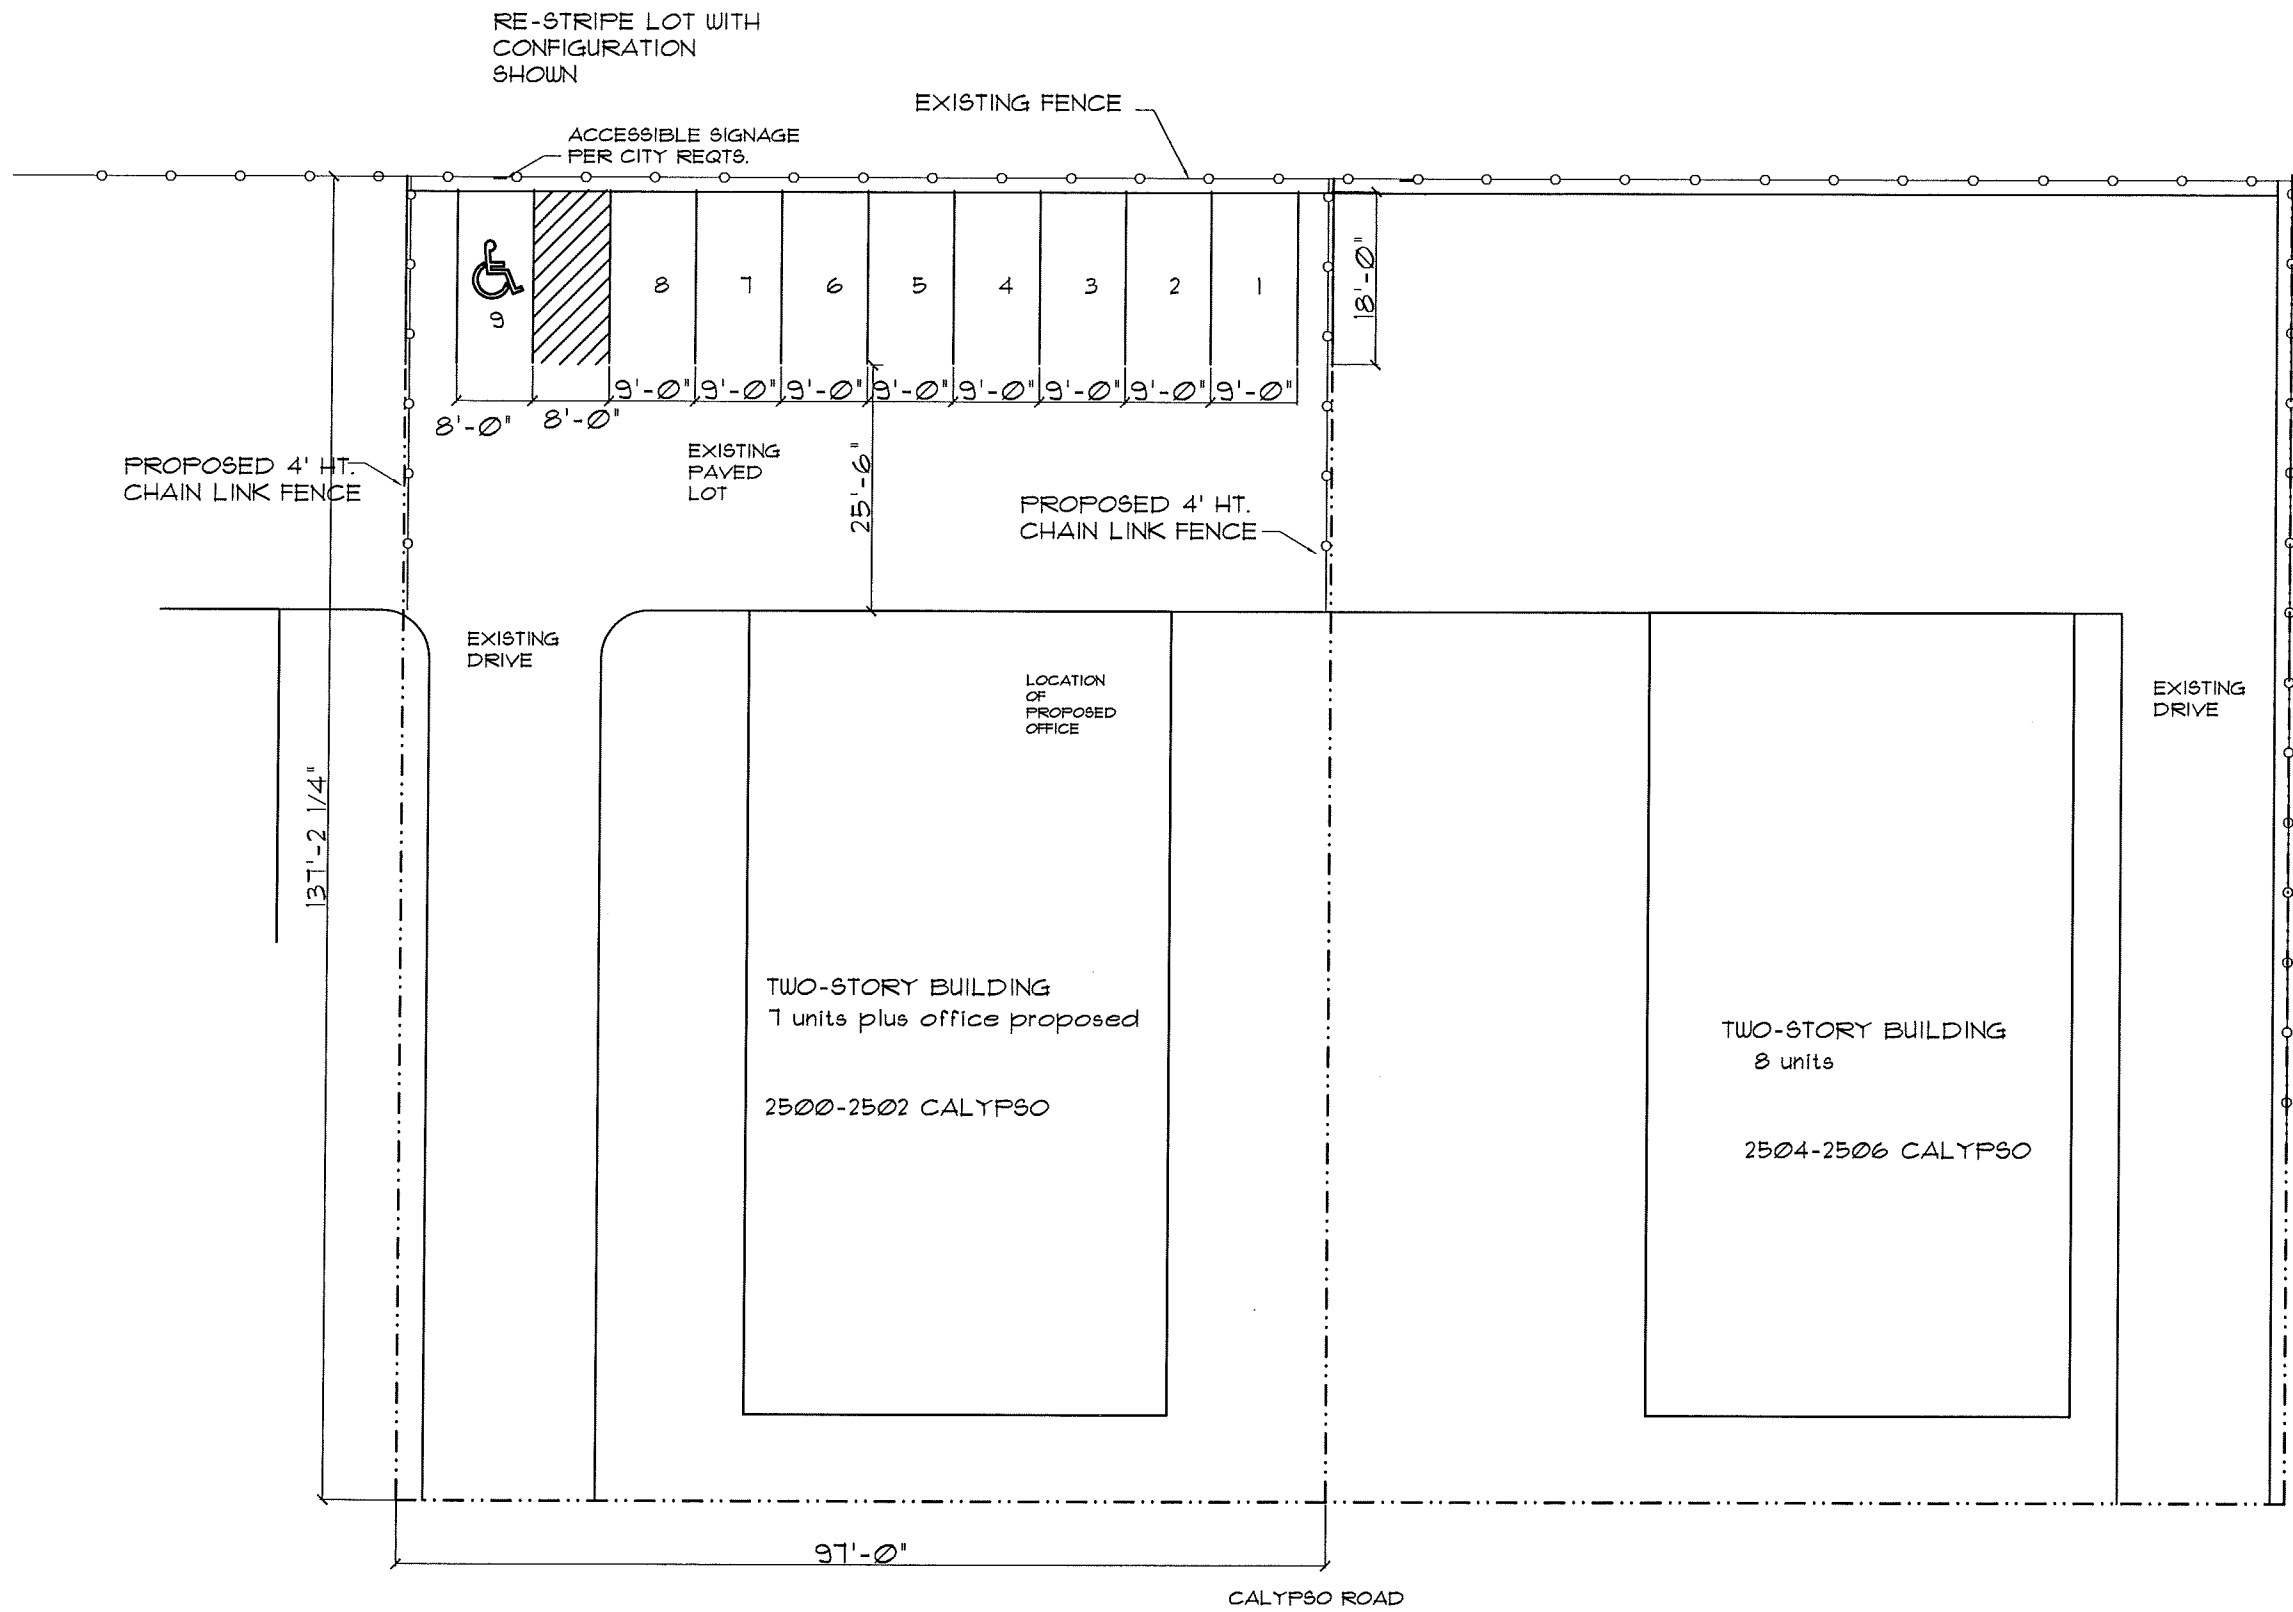 RE-STRIPE LOT WITH
CONFIGURATION
SHOWN
EXISTING FENCE
ACCESSIBLE SIGNAGE
PER CITY REQTS.
9
8
7
6
5
4
3
2
1
18'-0"
9'-0"
9'-0"
9'-0"
9'-0"
9'-0"
9'-0"
9'-0"
9'-0"
8'-0"
8'-0"
EXISTING
PAVED
LOT
25'-6"
PROPOSED 4' HT.
CHAIN LINK FENCE
PROPOSED 4' HT.
CHAIN LINK FENCE
EXISTING
DRIVE
LOCATION
OF
PROPOSED
OFFICE
EXISTING
DRIVE
137'-2 1/4"
TWO-STORY BUILDING
7 units plus office proposed
2500-2502 CALYPSO
TWO-STORY BUILDING
8 units
2504-2506 CALYPSO
97'-0"
CALYPSO ROAD